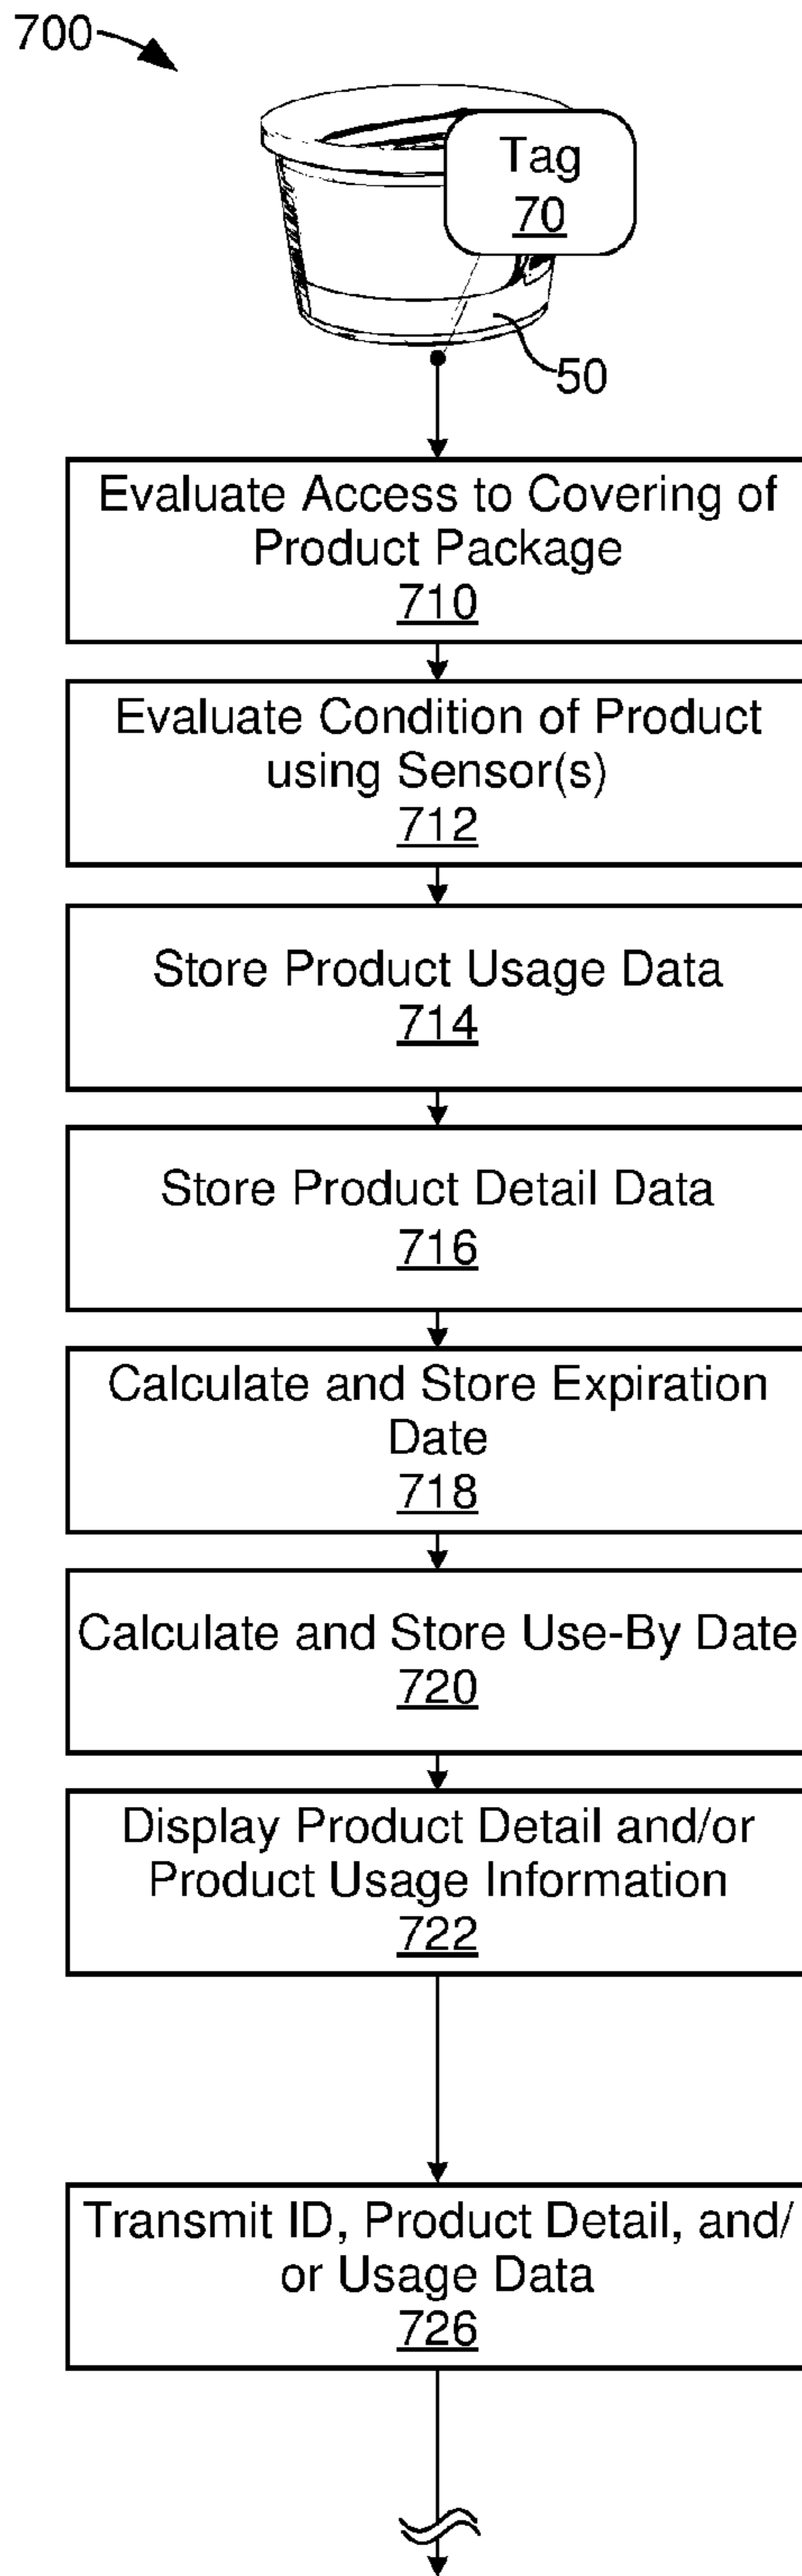 700
Tag
70
50
Evaluate Access to Covering of
Product Package
710
Evaluate Condition of Product
using Sensor(s)
712
Store Product Usage Data
714
Store Product Detail Data
716
Calculate and Store Expiration
Date
718
Calculate and Store Use-By Date
720
Display Product Detail and/or
Product Usage Information
722
Transmit ID, Product Detail, and/
or Usage Data
726